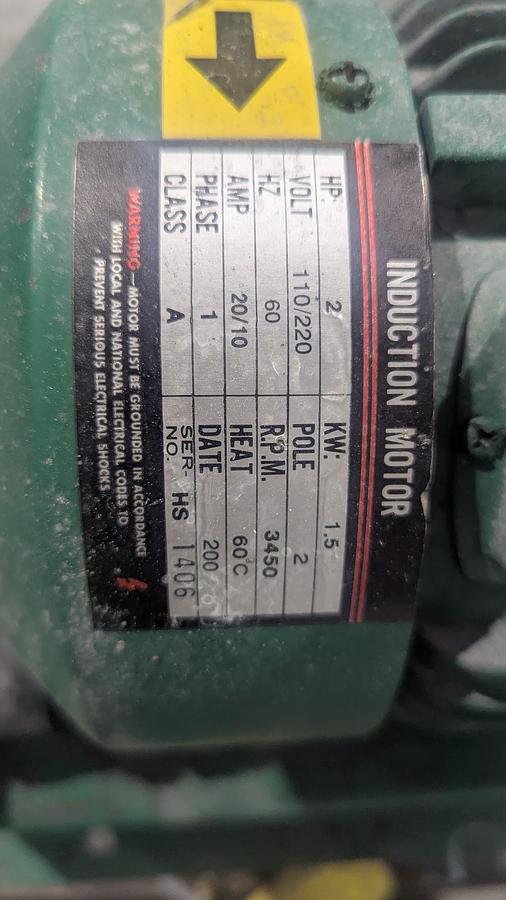 INDUCTION MOTOR
HP: 2 KW: 1.5
VOLT 110/220 POLE 2
HZ 60 R.P.M. 3450
AMP 20/10 HEAT 60°C
PHASE 1 DATE 200
CLASS A SER- NO. HS 1406
WARNING — MOTOR MUST BE GROUNDED IN ACCORDANCE
WITH LOCAL AND NATIONAL ELECTRICAL CODES TO
PREVENT SERIOUS ELECTRICAL SHOCKS